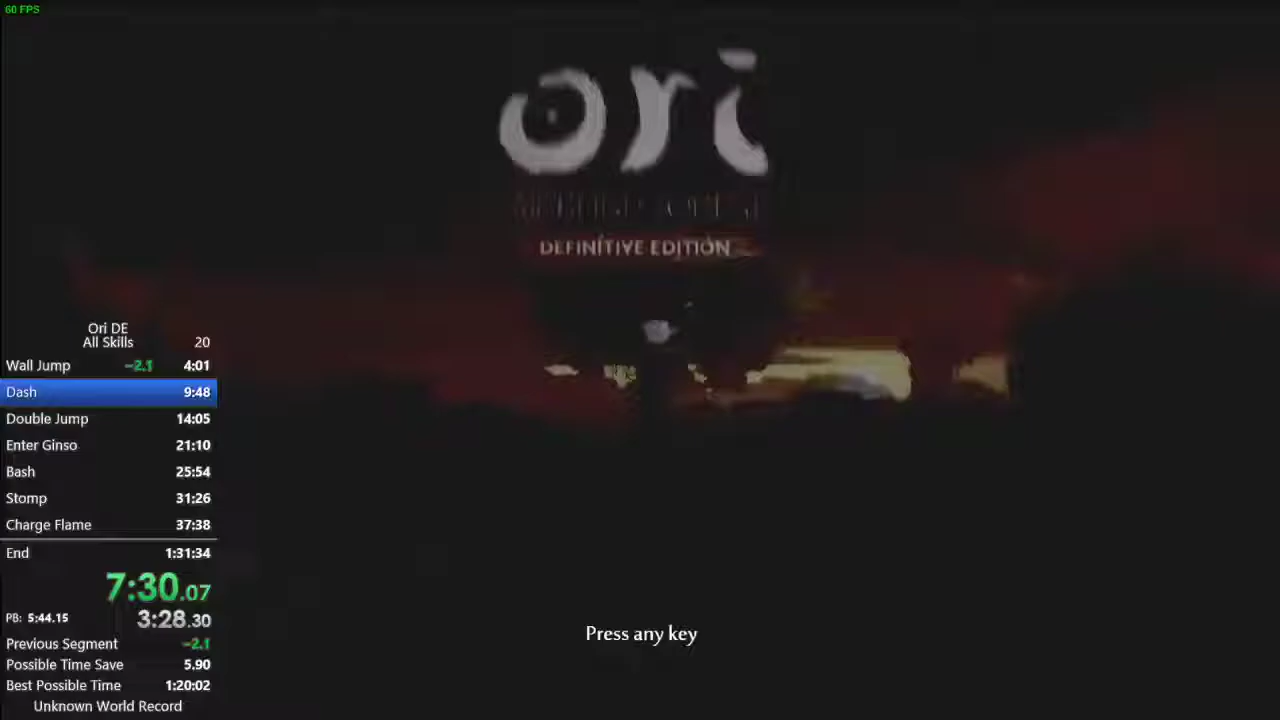 60 FPS
ori
DEFINITIVE EDITION
Ori DE
All Skills 20
Wall Jump -2.1 4:01
Dash 9:48
Double Jump 14:05
Enter Ginso 21:10
Bash 25:54
Stomp 31:26
Charge Flame 37:38
End 1:31:34
7:30.07
PB: 5:44.15 3:28.30
Previous Segment -2.1
Possible Time Save 5.90
Best Possible Time 1:20:02
Unknown World Record
Press any key